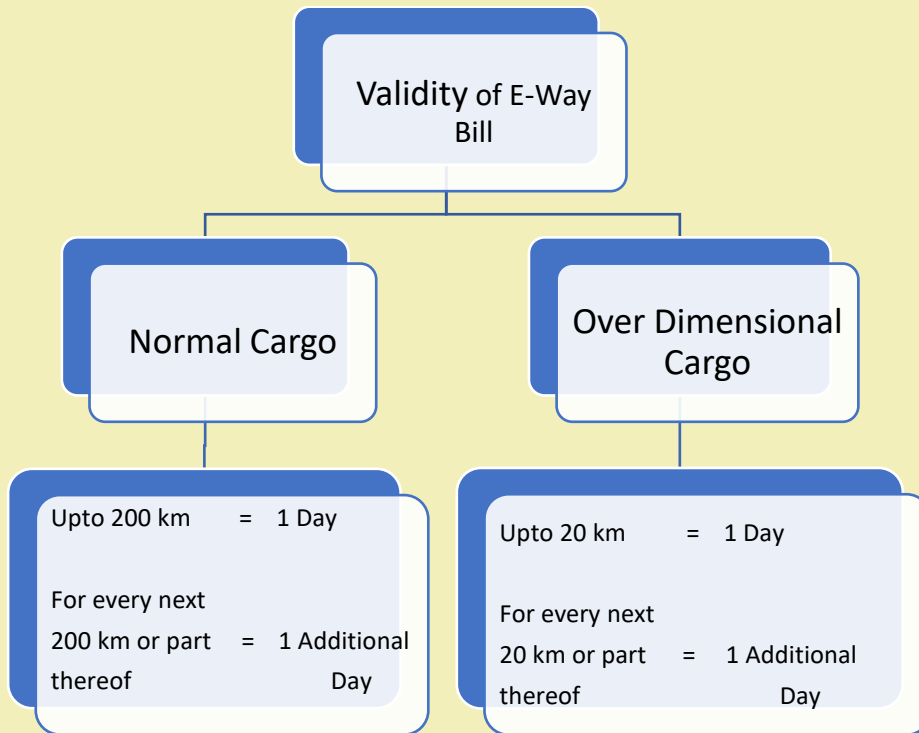 Validity of E-Way
Bill
Normal Cargo
Over Dimensional
Cargo
Upto 200 km = 1 Day
For every next
200 km or part = 1 Additional
thereof Day
Upto 20 km = 1 Day
For every next
20 km or part = 1 Additional
thereof Day